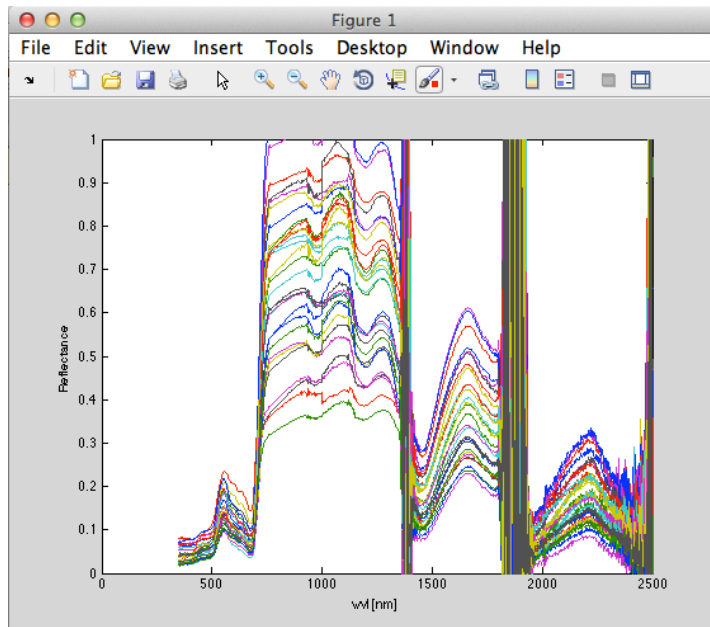 Figure 1
File Edit View Insert Tools Desktop Window Help
1
0.9
0.8
0.7
0.6
0.5
0.4
0.3
0.2
0.1
0
Reflectance
0 500 1000 1500 2000 2500
wvl [nm]